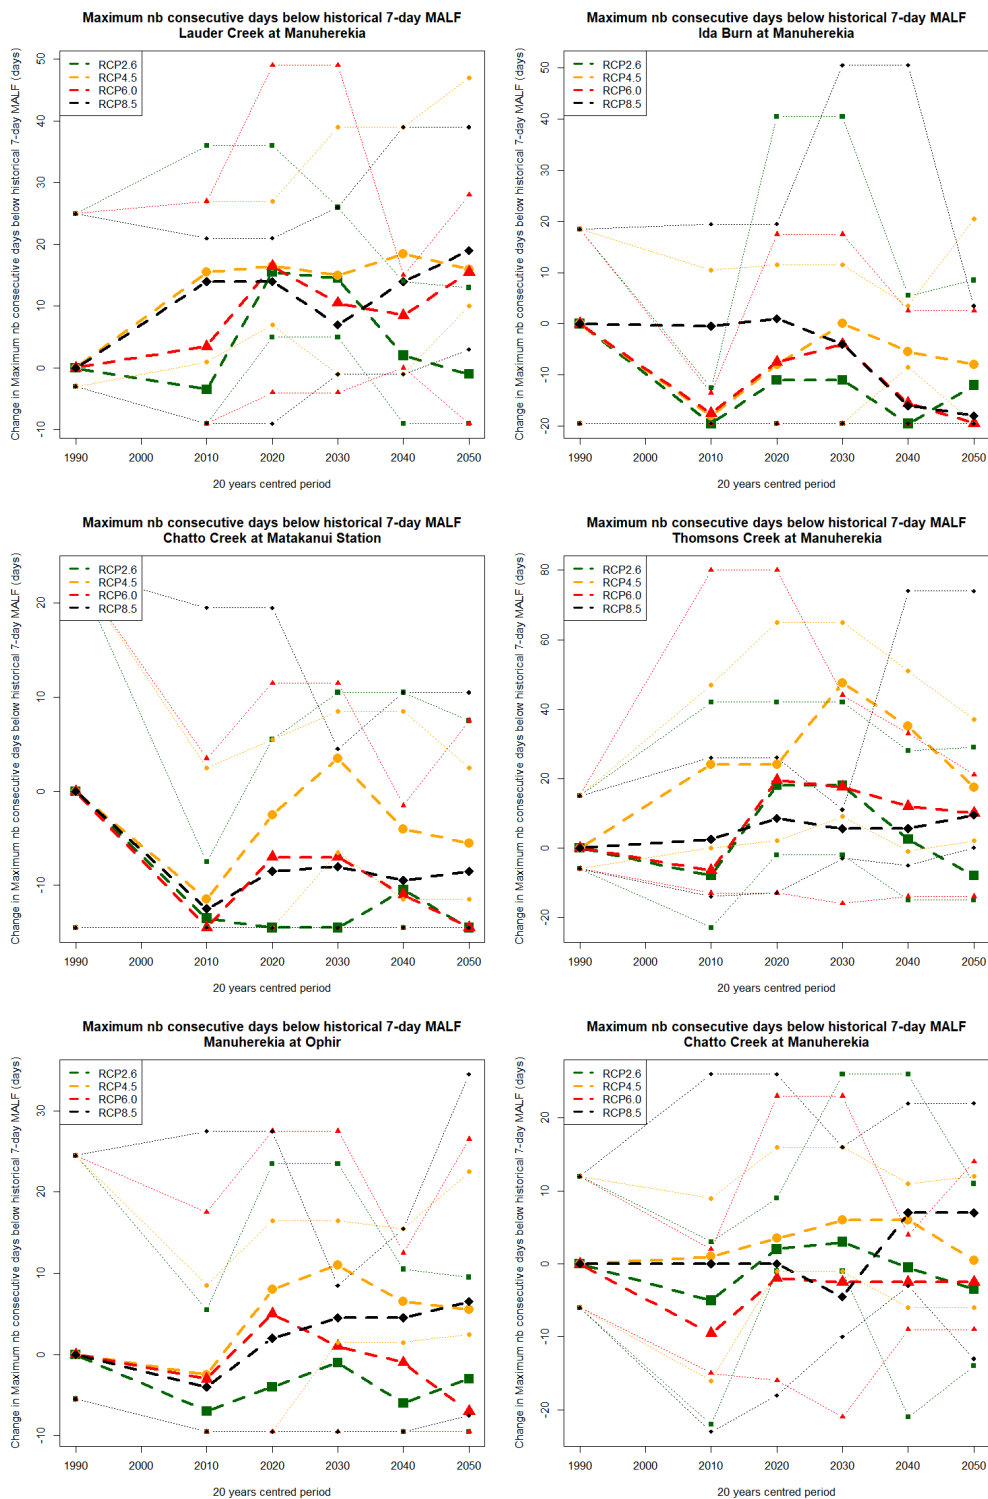 Maximum nb consecutive days below historical 7-day MALF
Lauder Creek at Manuherekia
Change in Maximum nb consecutive days below historical 7-day MALF (days)
50
40
30
20
10
0
-10
RCP2.6
RCP4.5
RCP6.0
RCP8.5
1990 2000 2010 2020 2030 2040 2050
20 years centred period
Maximum nb consecutive days below historical 7-day MALF
Ida Burn at Manuherekia
Change in Maximum nb consecutive days below historical 7-day MALF (days)
50
40
30
20
10
0
-10
-20
RCP2.6
RCP4.5
RCP6.0
RCP8.5
1990 2000 2010 2020 2030 2040 2050
20 years centred period
Maximum nb consecutive days below historical 7-day MALF
Chatto Creek at Matakanui Station
Change in Maximum nb consecutive days below historical 7-day MALF (days)
20
10
0
-10
RCP2.6
RCP4.5
RCP6.0
RCP8.5
1990 2000 2010 2020 2030 2040 2050
20 years centred period
Maximum nb consecutive days below historical 7-day MALF
Thomsons Creek at Manuherekia
Change in Maximum nb consecutive days below historical 7-day MALF (days)
80
60
40
20
0
-20
RCP2.6
RCP4.5
RCP6.0
RCP8.5
1990 2000 2010 2020 2030 2040 2050
20 years centred period
Maximum nb consecutive days below historical 7-day MALF
Manuherekia at Ophir
Change in Maximum nb consecutive days below historical 7-day MALF (days)
30
20
10
0
-10
RCP2.6
RCP4.5
RCP6.0
RCP8.5
1990 2000 2010 2020 2030 2040 2050
20 years centred period
Maximum nb consecutive days below historical 7-day MALF
Chatto Creek at Manuherekia
Change in Maximum nb consecutive days below historical 7-day MALF (days)
20
10
0
-10
-20
RCP2.6
RCP4.5
RCP6.0
RCP8.5
1990 2000 2010 2020 2030 2040 2050
20 years centred period